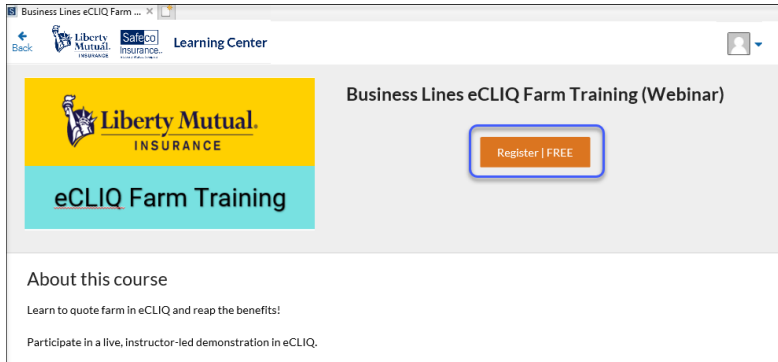 Business Lines eCLIQ Farm ...
Back
Liberty Mutual. INSURANCE
Safeco Insurance.
Learning Center
Business Lines eCLIQ Farm Training (Webinar)
Liberty Mutual.
INSURANCE
Register | FREE
eCLIQ Farm Training
About this course
Learn to quote farm in eCLIQ and reap the benefits!
Participate in a live, instructor-led demonstration in eCLIQ.